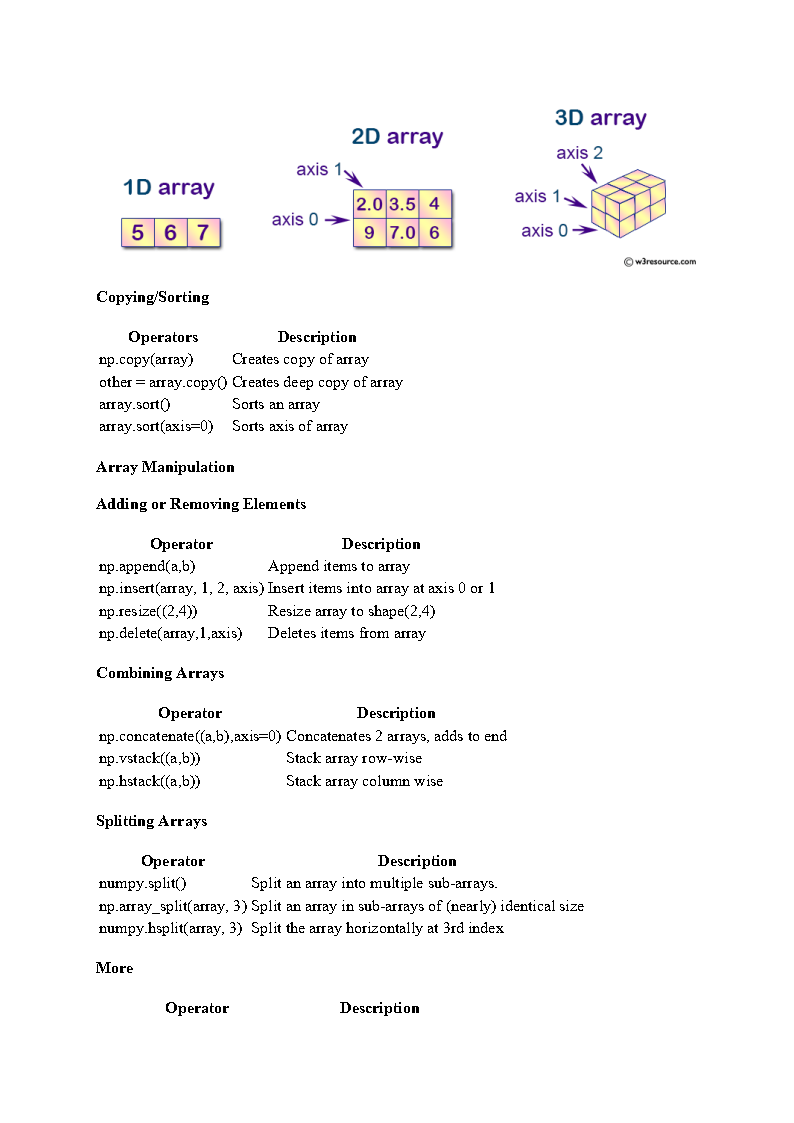 1D array
5 6 7
2D array
axis 1
axis 0
2.0 3.5 4
9 7.0 6
3D array
axis 2
axis 1
axis 0
© w3resource.com
Copying/Sorting
Operators Description
np.copy(array) Creates copy of array
other = array.copy() Creates deep copy of array
array.sort() Sorts an array
array.sort(axis=0) Sorts axis of array
Array Manipulation
Adding or Removing Elements
Operator Description
np.append(a,b) Append items to array
np.insert(array, 1, 2, axis) Insert items into array at axis 0 or 1
np.resize((2,4)) Resize array to shape(2,4)
np.delete(array,1,axis) Deletes items from array
Combining Arrays
Operator Description
np.concatenate((a,b),axis=0) Concatenates 2 arrays, adds to end
np.vstack((a,b)) Stack array row-wise
np.hstack((a,b)) Stack array column wise
Splitting Arrays
Operator Description
numpy.split() Split an array into multiple sub-arrays.
np.array_split(array, 3) Split an array in sub-arrays of (nearly) identical size
numpy.hsplit(array, 3) Split the array horizontally at 3rd index
More
Operator Description